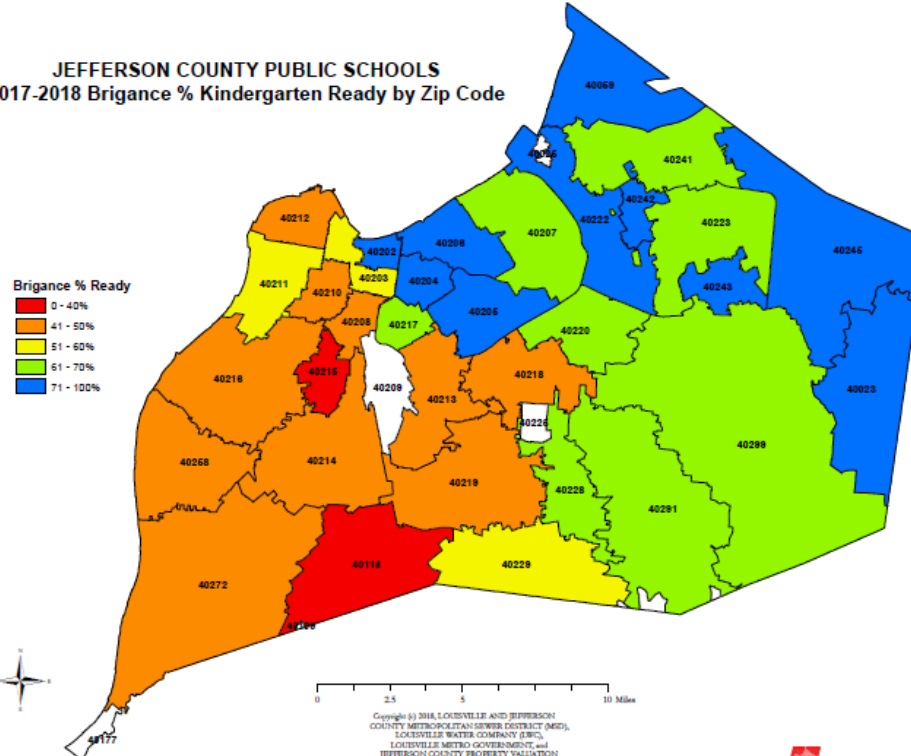 JEFFERSON COUNTY PUBLIC SCHOOLS
017-2018 Brigance % Kindergarten Ready by Zip Code
40059
40241
40242
40222
40223
40245
40212
40206
40207
40202
40211
40203
40204
40243
40210
40205
Brigance % Ready
0 - 40%
41 - 50%
51 - 60%
61 - 70%
71 - 100%
40208
40217
40220
40215
40216
40218
40209
40213
40023
40299
40258
40214
40219
40228
40291
40118
40229
40272
40177
0 2.5 5 10 Miles
Copyright (c) 2018, LOUISVILLE AND JEFFERSON
COUNTY METROPOLITAN SEWER DISTRICT (MSD),
LOUISVILLE WATER COMPANY (LWC),
LOUISVILLE METRO GOVERNMENT, and
JEFFERSON COUNTY PROPERTY VALUATION